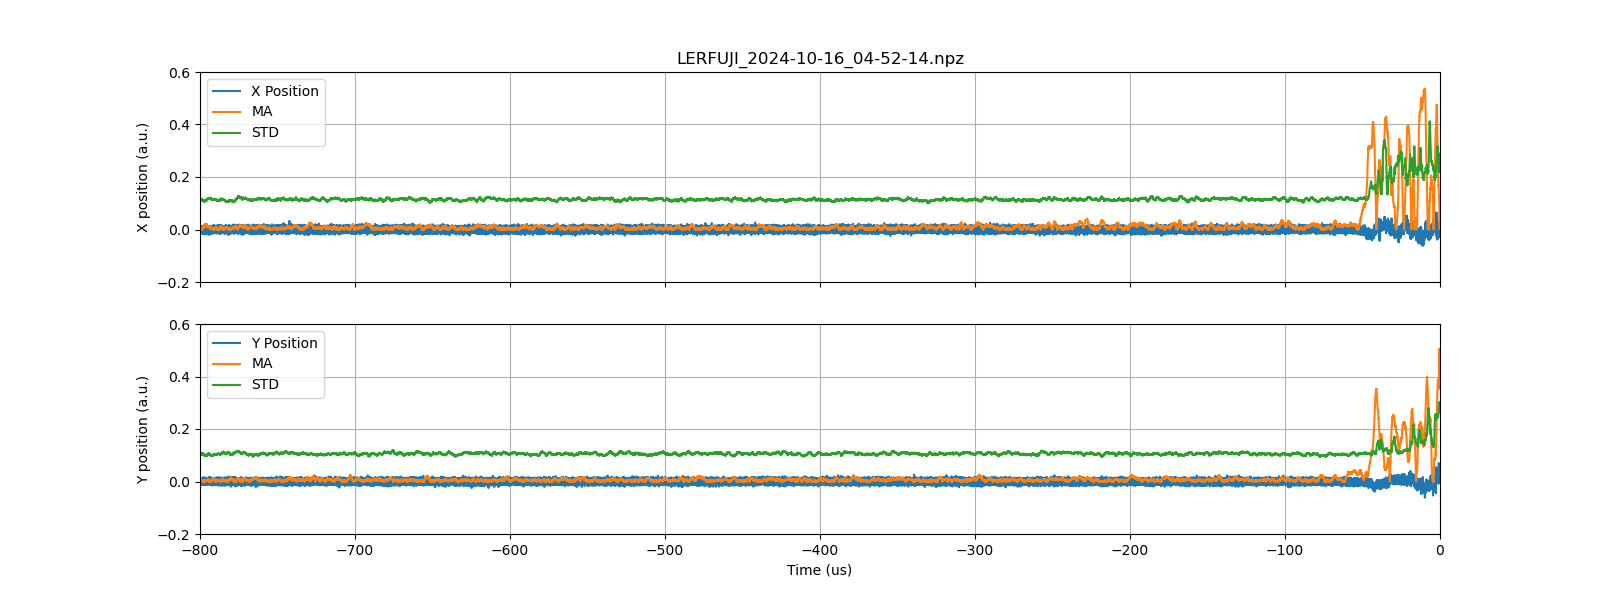 LERFUJI_2024-10-16_04-52-14.npz
0.6
0.4
0.2
0.0
−0.2
X position (a.u.)
X Position
MA
STD
0.6
0.4
0.2
0.0
−0.2
Y position (a.u.)
Y Position
MA
STD
−800 −700 −600 −500 −400 −300 −200 −100 0
Time (us)